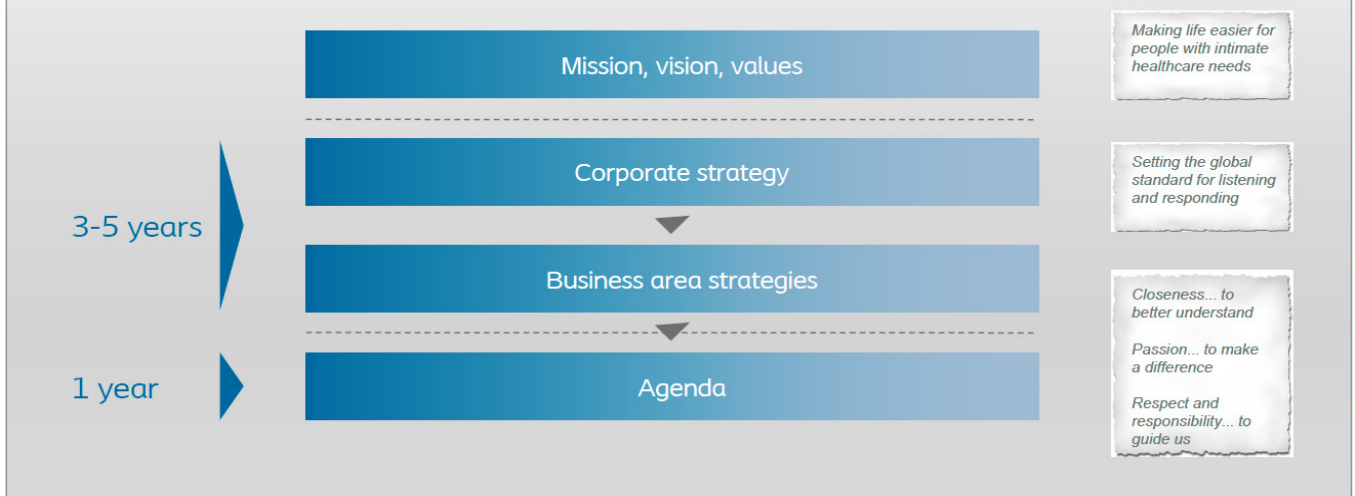 Mission, vision, values
Making life easier for
people with intimate
healthcare needs
3-5 years
Corporate strategy
Setting the global
standard for listening
and responding
Business area strategies
1 year
Agenda
Closeness... to
better understand
Passion... to make
a difference
Respect and
responsibility... to
guide us